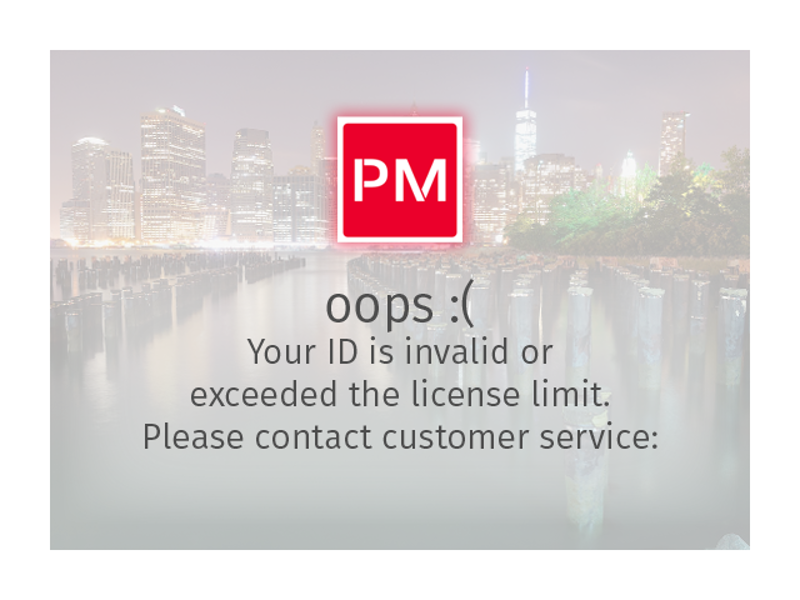 PM
oops :(
Your ID is invalid or
exceeded the license limit.
Please contact customer service: